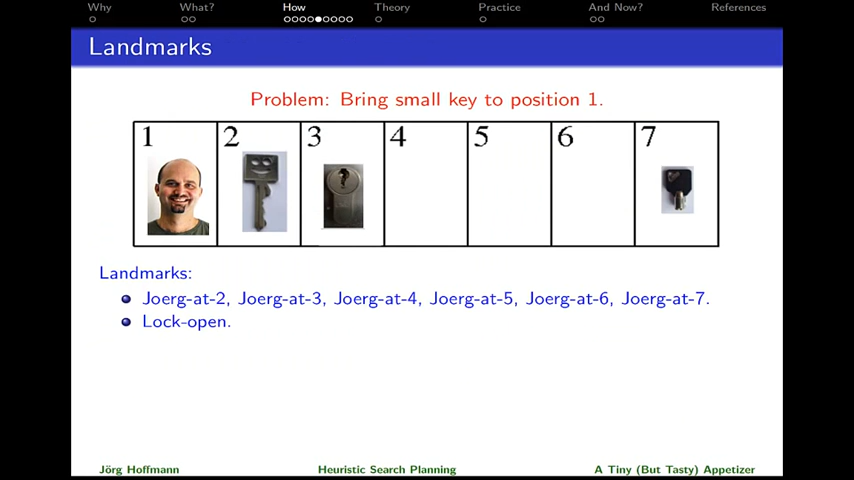 Why What? How Theory Practice And Now? References
Landmarks
Problem: Bring small key to position 1.
1 2 3 4 5 6 7
Landmarks:
Joerg-at-2, Joerg-at-3, Joerg-at-4, Joerg-at-5, Joerg-at-6, Joerg-at-7.
Lock-open.
Jörg Hoffmann Heuristic Search Planning A Tiny (But Tasty) Appetizer